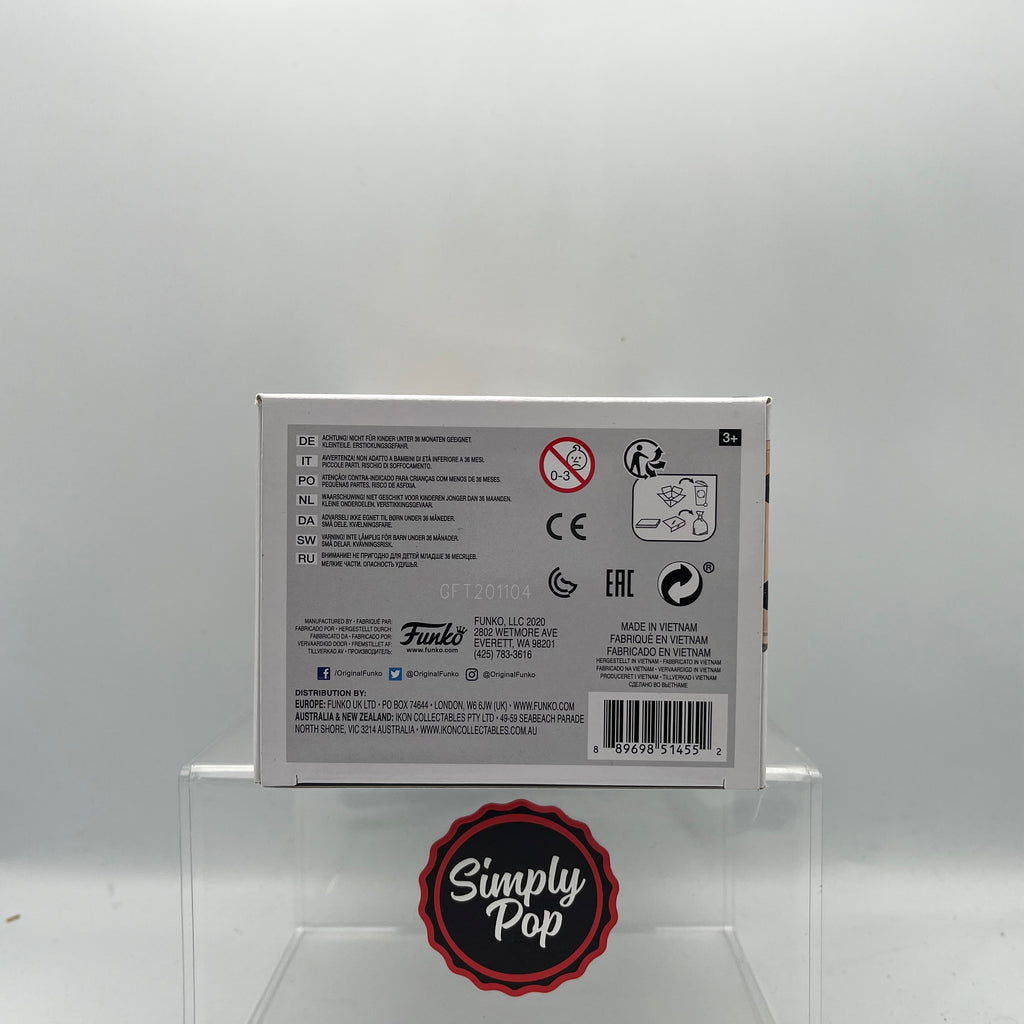 3+
DE ACHTUNG! NICHT FÜR KINDER UNTER 36 MONATEN GEEIGNET.
KLEINTEILE. ERSTICKUNGSGEFAHR.
IT AVVERTENZA! NON ADATTO A BAMBINI DI ETÀ INFERIORE A 36 MESI.
PICCOLE PARTI. RISCHIO DI SOFFOCAMENTO.
PO ATENÇÃO! CONTRA-INDICADO PARA CRIANÇAS COM MENOS DE 36 MESES.
PEQUENAS PARTES. RISCO DE ASFIXIA.
NL WAARSCHUWING! NIET GESCHIKT VOOR KINDEREN JONGER DAN 36 MAANDEN.
KLEINE ONDERDELEN. VERSTIKKINGSGEVAAR.
DA ADVARSEL! IKKE EGNET TIL BØRN UNDER 36 MÅNEDER.
SMÅ DELE. KVÆLNINGSFARE.
SW VARNING! INTE LÄMPLIG FÖR BARN UNDER 36 MÅNADER.
SMÅ DELAR. KVÄVNINGSRISK.
RU ВНИМАНИЕ! НЕ ПРИГОДНО ДЛЯ ДЕТЕЙ МЛАДШЕ 36 МЕСЯЦЕВ.
МЕЛКИЕ ЧАСТИ. ОПАСНОСТЬ УДУШЬЯ.
0-3
CE
EAC
®
GFT201104
MANUFACTURED BY • FABRIQUÉ PAR:
FABRICADO POR • HERGESTELLT DURCH:
FABBRICATO DA • FABRICADO POR:
VERVAARDIGD DOOR • FREMSTILLET AF:
TILLVERKAD AV • ПРОИЗВОДИТЕЛЬ:
Funko
www.funko.com
FUNKO, LLC 2020
2802 WETMORE AVE
EVERETT, WA 98201
(425) 783-3616
/OriginalFunko @OriginalFunko @OriginalFunko
MADE IN VIETNAM
FABRIQUÉ EN VIETNAM
FABRICADO EN VIETNAM
HERGESTELLT IN VIETNAM • FABBRICATO IN VIETNAM
FABRICADO NA VIETNAM • VERVAARDIGD IN VIETNAM
PRODUCERET I VIETNAM • TILLVERKAD I VIETNAM
СДЕЛАНО ВО ВЬЕТНАМЕ
DISTRIBUTION BY:
EUROPE: FUNKO UK LTD • PO BOX 74644 • LONDON, W6 6JW (UK) • WWW.FUNKO.COM
AUSTRALIA & NEW ZEALAND: IKON COLLECTABLES PTY LTD • 49-59 SEABEACH PARADE
NORTH SHORE, VIC 3214 AUSTRALIA • WWW.IKONCOLLECTABLES.COM.AU
8 89698 51455 2
Simply
Pop